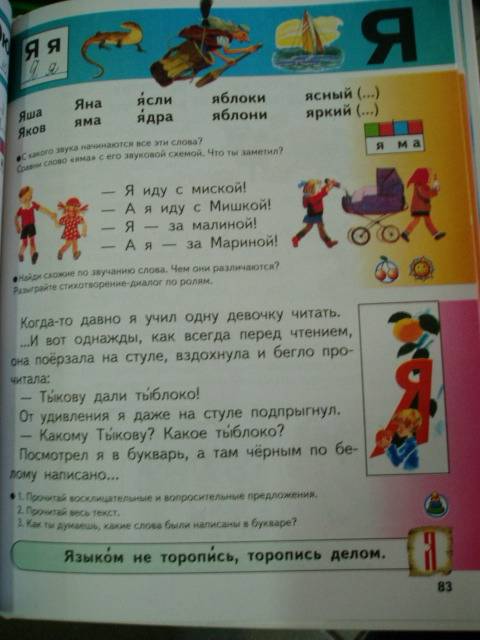 Я я
Я я
Я
Яша Яна я́сли яблоки ясный (...)
Яков яма я́дра яблони яркий (...)
● С какого звука начинаются все эти слова?
Сравни слово «яма» с его звуковой схемой. Что ты заметил?
я м а
— Я иду с миской!
— А я иду с Мишкой!
— Я — за малиной!
— А я — за Мариной!
● Найди схожие по звучанию слова. Чем они различаются?
Разыграйте стихотворение-диалог по ролям.
Когда-то давно я учил одну девочку читать.
...И вот однажды, как всегда перед чтением,
она поёрзала на стуле, вздохнула и бегло про-
читала:
— Ты́кову дали ты́блоко!
От удивления я даже на стуле подпрыгнул.
— Какому Ты́кову? Какое ты́блоко?
Посмотрел я в букварь, а там чёрным по бе-
лому написано...
Я
● 1. Прочитай восклицательные и вопросительные предложения.
2. Прочитай весь текст.
3. Как ты думаешь, какие слова были написаны в букваре?
Языко́м не торопи́сь, торопись делом.
Я
83